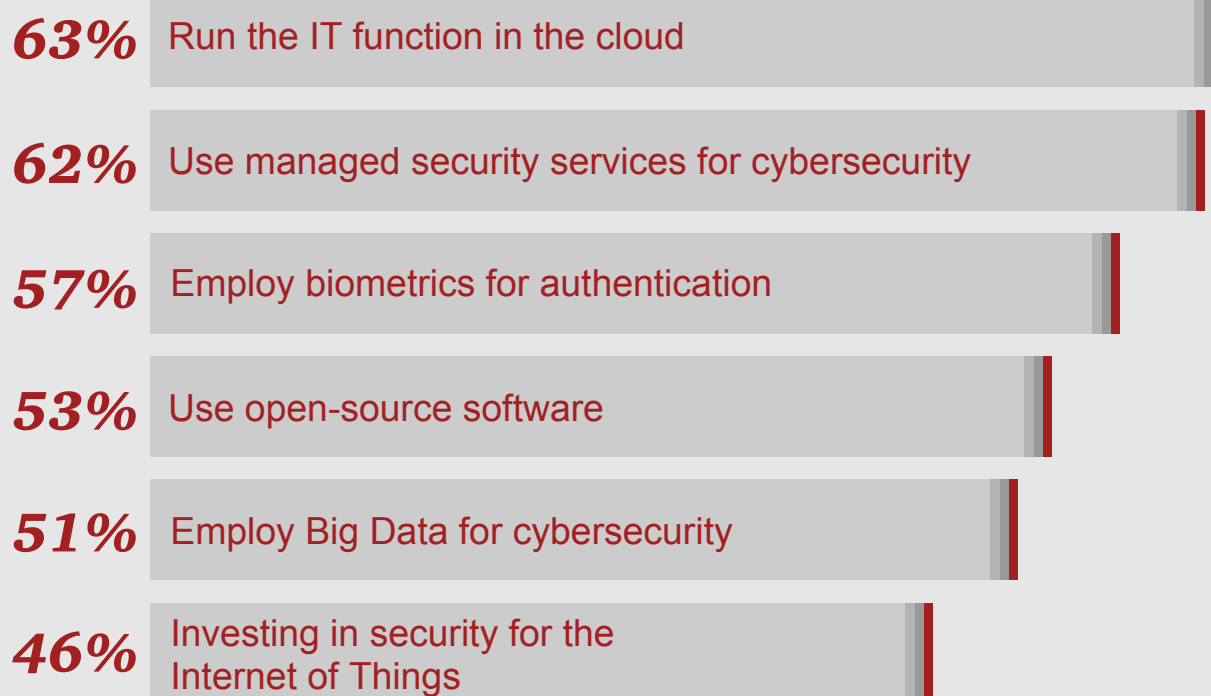 63% Run the IT function in the cloud
62% Use managed security services for cybersecurity
57% Employ biometrics for authentication
53% Use open-source software
51% Employ Big Data for cybersecurity
46% Investing in security for the
Internet of Things